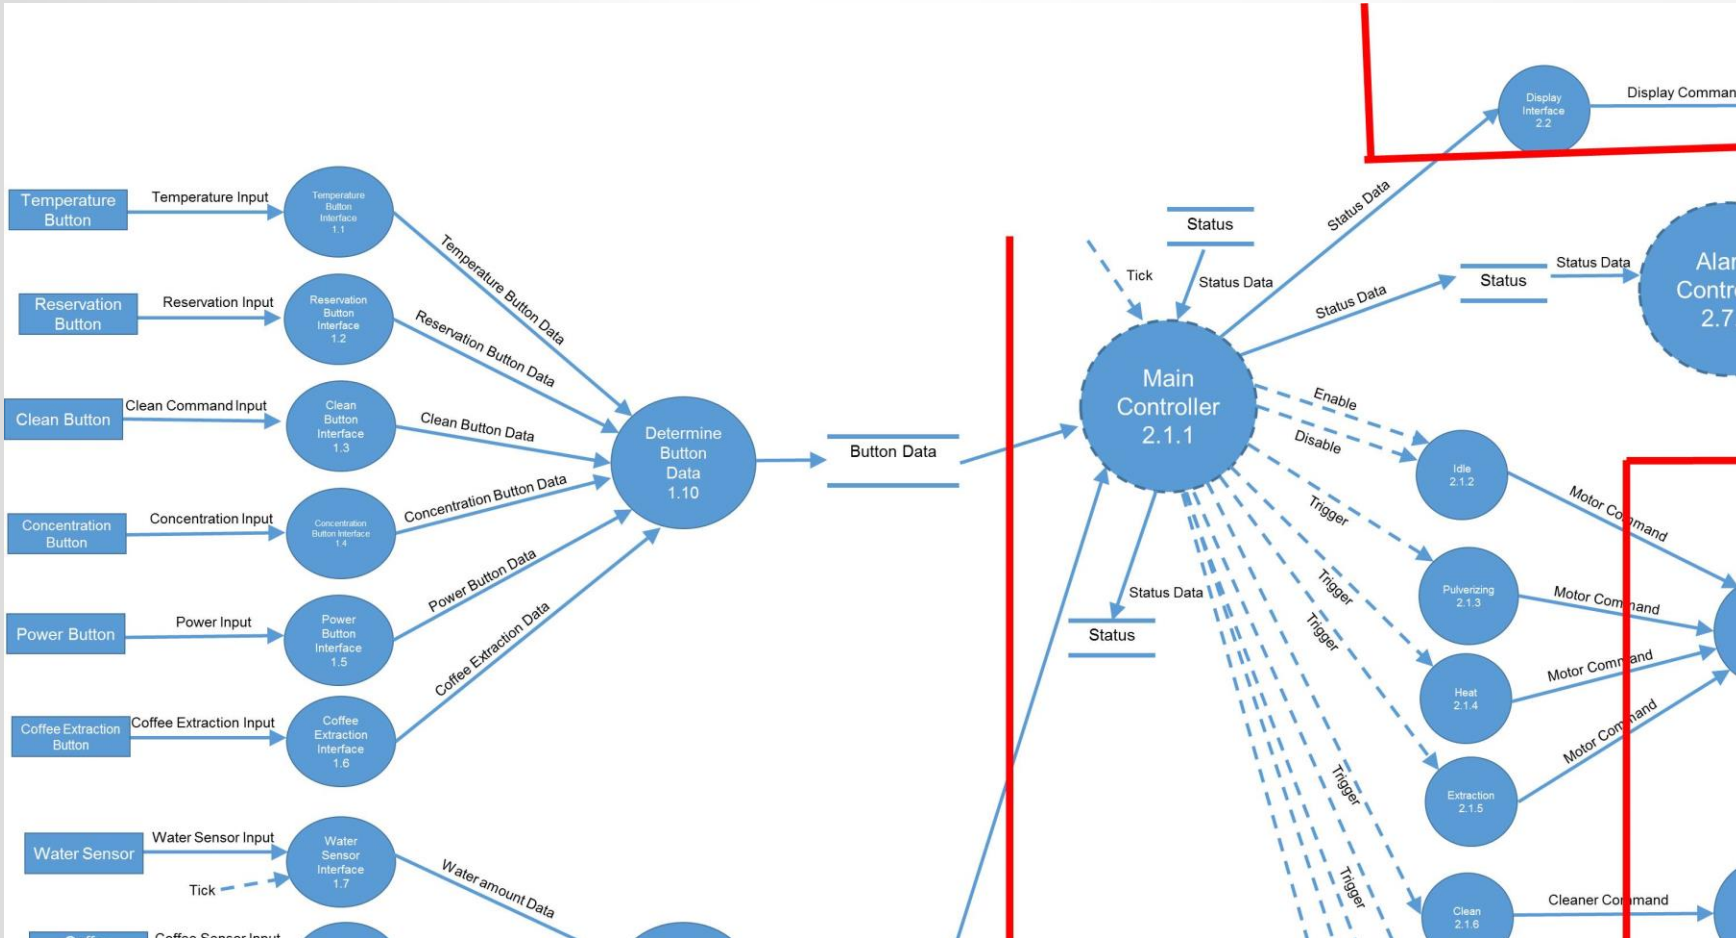 Temperature
Button
Temperature Input
Temperature
Button
Interface
1.1
Temperature Button Data
Reservation
Button
Reservation Input
Reservation
Button
Interface
1.2
Reservation Button Data
Clean Button
Clean Command Input
Clean
Button
Interface
1.3
Clean Button Data
Concentration
Button
Concentration Input
Concentration
Button Interface
1.4
Concentration Button Data
Power Button
Power Input
Power
Button
Interface
1.5
Power Button Data
Coffee Extraction
Button
Coffee Extraction Input
Coffee
Extraction
Interface
1.6
Coffee Extraction Data
Water Sensor
Water Sensor Input
Tick
Water
Sensor
Interface
1.7
Water amount Data
Coffee Sensor Input
Determine
Button
Data
1.10
Button Data
Tick
Status
Status Data
Main
Controller
2.1.1
Status Data
Status
Status Data
Display
Interface
2.2
Status Data
Status
Status Data
2.7
Enable
Disable
Trigger
Trigger
Trigger
Trigger
Trigger
Idle
2.1.2
Motor Command
Pulverizing
2.1.3
Motor Command
Heat
2.1.4
Motor Command
Extraction
2.1.5
Motor Command
Clean
2.1.6
Cleaner Command